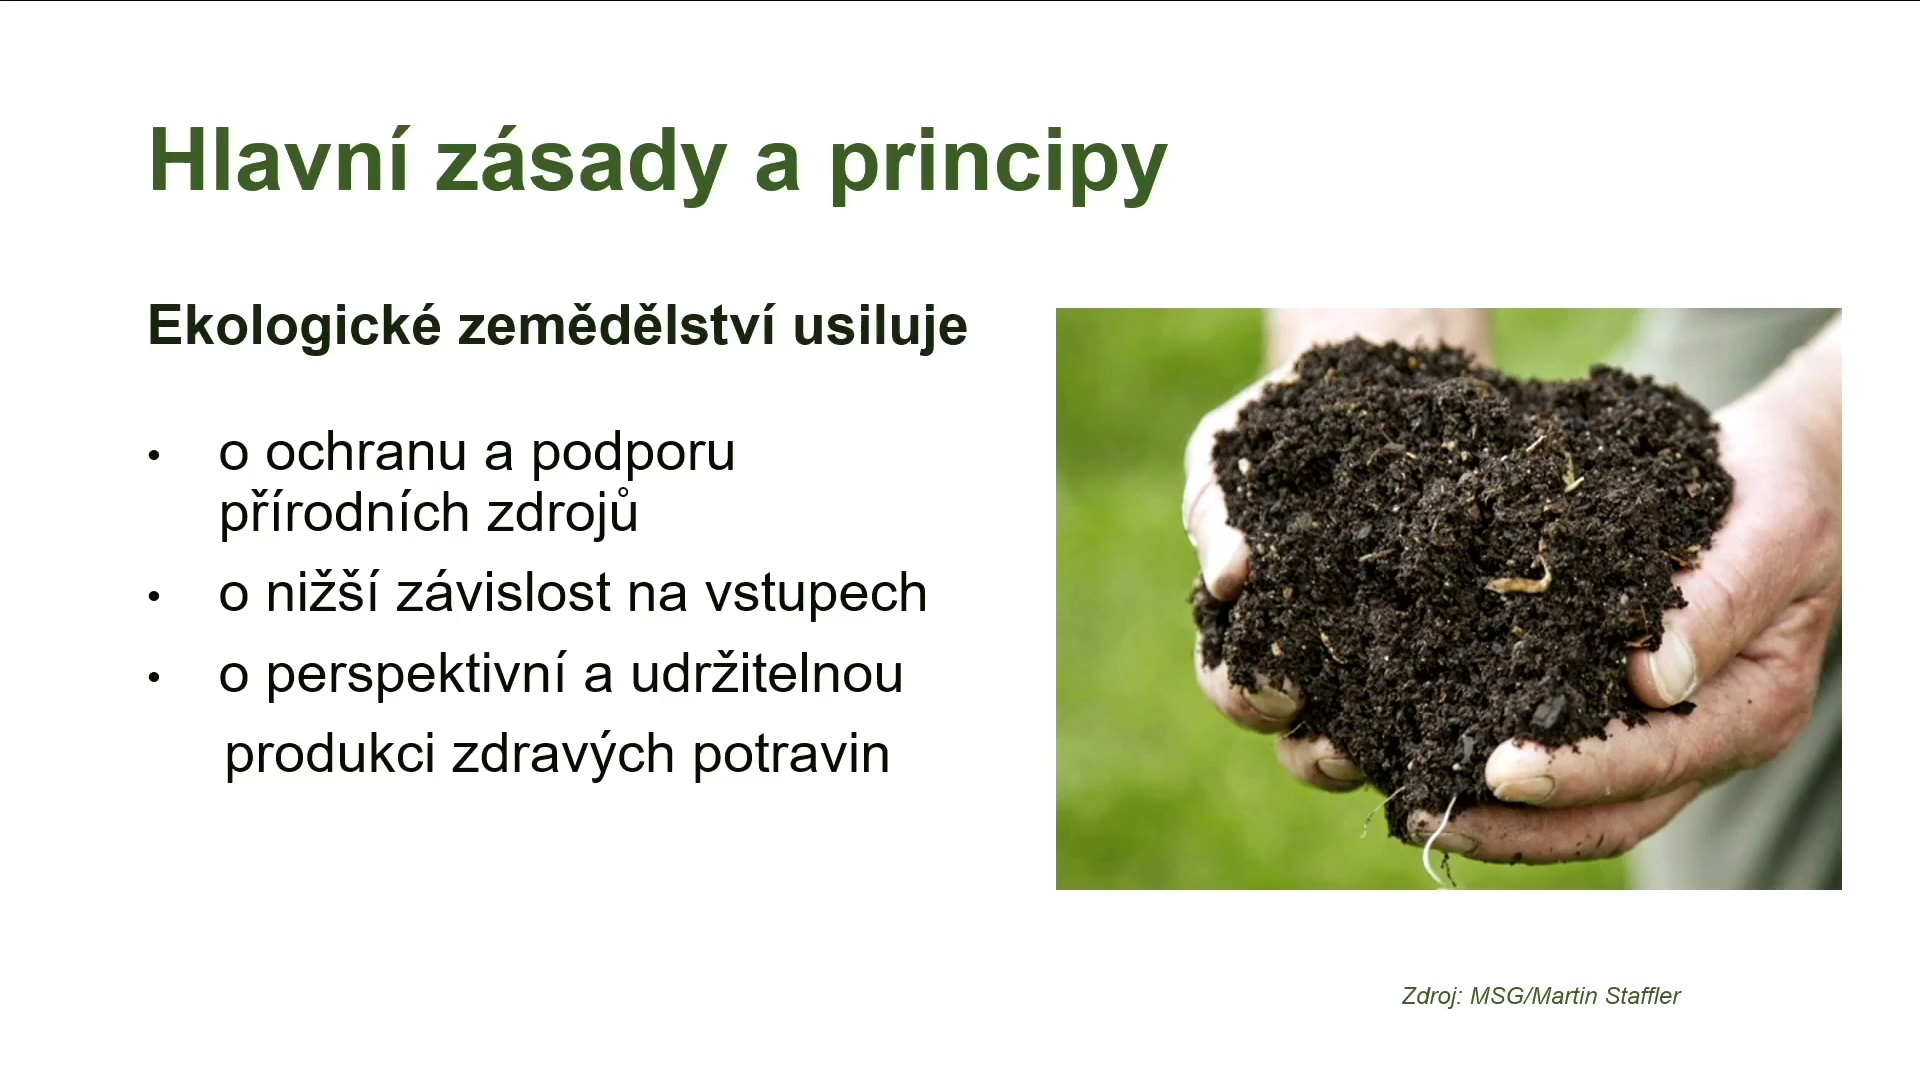 Hlavní zásady a principy
Ekologické zemědělství usiluje
• o ochranu a podporu
přírodních zdrojů
• o nižší závislost na vstupech
• o perspektivní a udržitelnou
produkci zdravých potravin
Zdroj: MSG/Martin Staffler